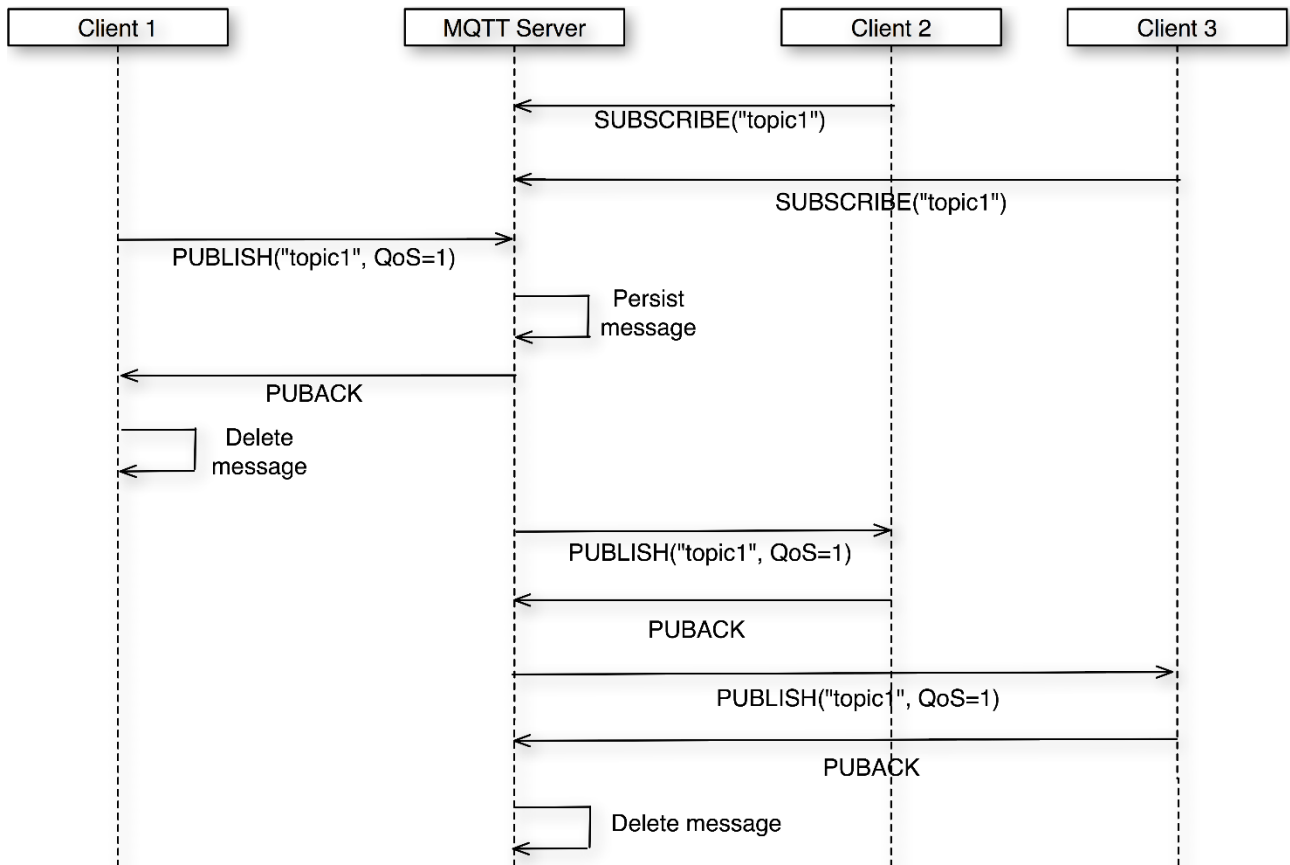 Client 1
MQTT Server
Client 2
Client 3
SUBSCRIBE("topic1")
SUBSCRIBE("topic1")
PUBLISH("topic1", QoS=1)
Persist
message
PUBACK
Delete
message
PUBLISH("topic1", QoS=1)
PUBACK
PUBLISH("topic1", QoS=1)
PUBACK
Delete message